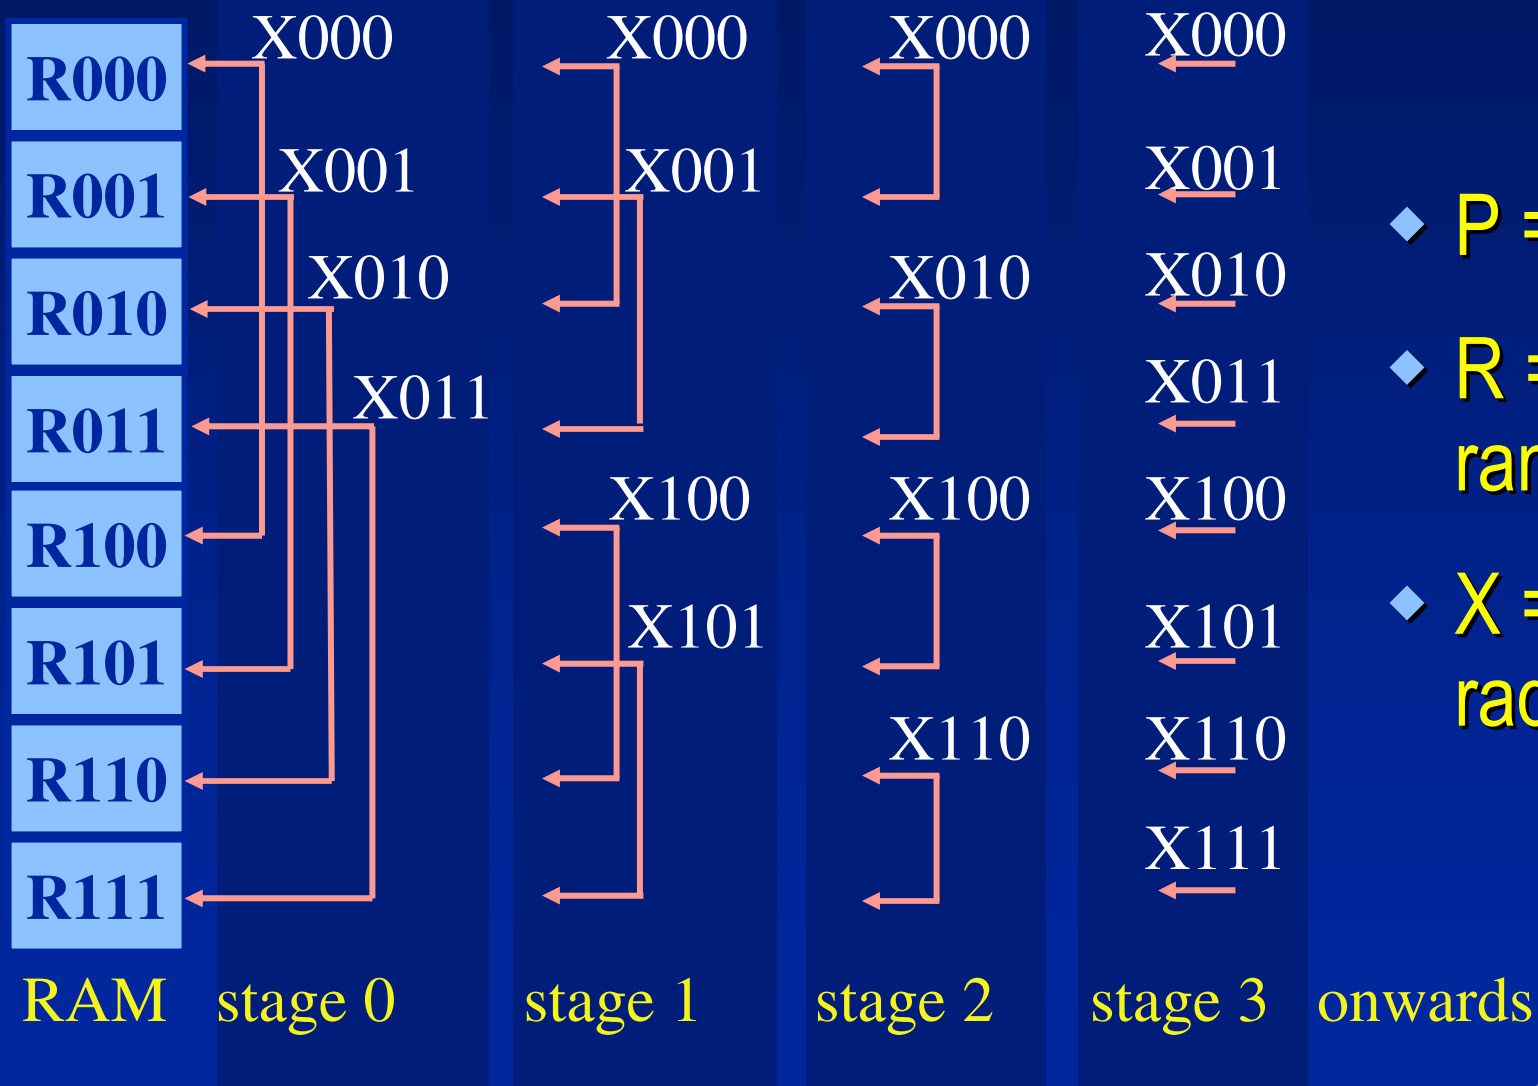 R000
R001
R010
R011
R100
R101
R110
R111
RAM
X000
X001
X010
X011
stage 0
X000
X001
X100
X101
stage 1
X000
X010
X100
X110
stage 2
X000
X001
X010
X011
X100
X101
X110
X111
stage 3
onwards
P =
R =
X =